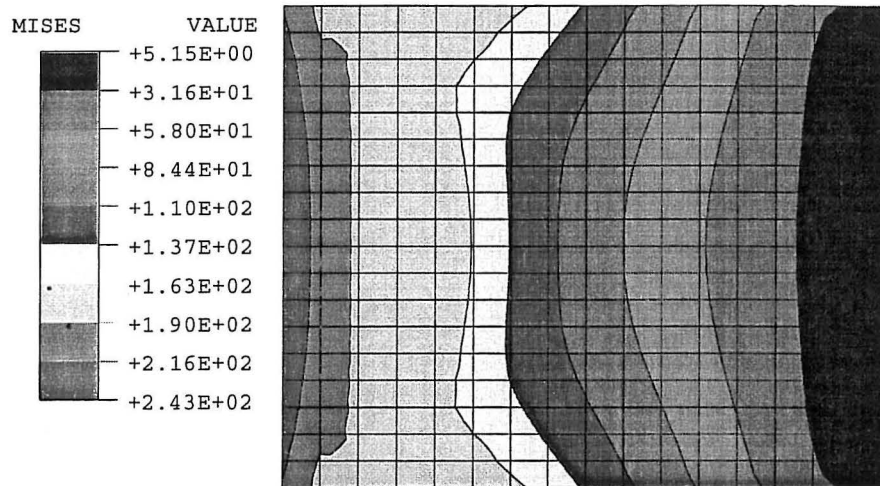 MISES VALUE
+5.15E+00
+3.16E+01
+5.80E+01
+8.44E+01
+1.10E+02
+1.37E+02
+1.63E+02
+1.90E+02
+2.16E+02
+2.43E+02